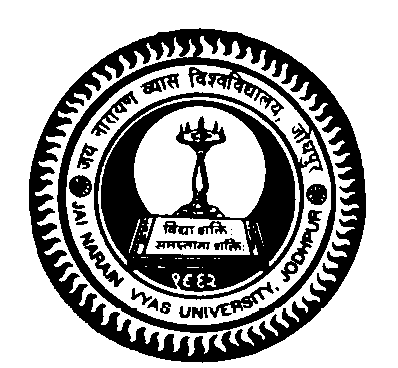 जय नारायण व्यास विश्वविद्यालय, जोधपुर
विद्या शक्ति:
समस्तानां शक्ति:
१९६२
JAI NARAIN VYAS UNIVERSITY, JODHPUR